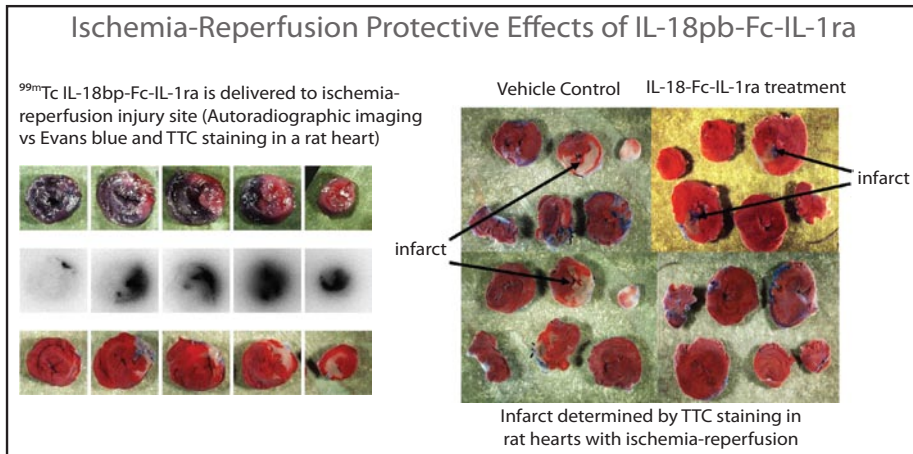 Ischemia-Reperfusion Protective Effects of IL-18pb-Fc-IL-1ra
⁹⁹ᵐTc IL-18bp-Fc-IL-1ra is delivered to ischemia-
reperfusion injury site (Autoradiographic imaging
vs Evans blue and TTC staining in a rat heart)
Vehicle Control
IL-18-Fc-IL-1ra treatment
infarct
infarct
Infarct determined by TTC staining in
rat hearts with ischemia-reperfusion